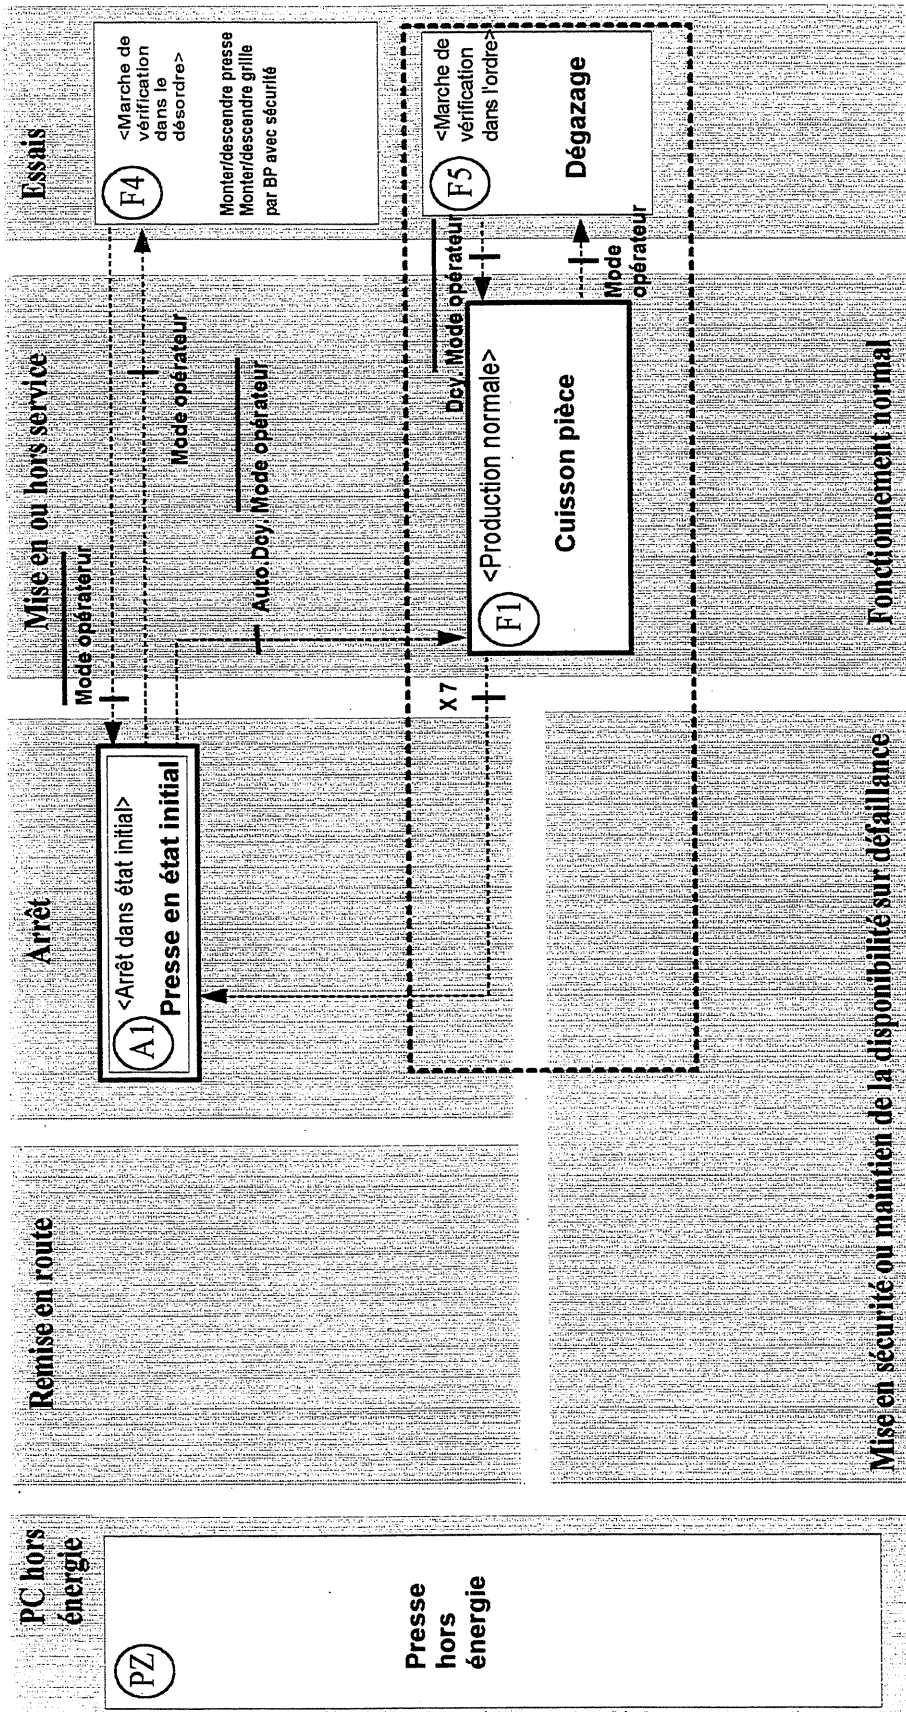 PC hors
énergie
PZ
Presse
hors
énergie
Remise en route
Arrêt
A1
<Arrêt dans état initial>
Presse en état initial
Mise ou hors service
Mode opératerur
Mode opérateur
Auto.Dcy. Mode opérateur
Essais
F4
<Marche de
vérification
dans le
désordre>
Monter/descendre presse
Monter/descendre grille
par BP avec sécurité
X7
F1
<Production normale>
Cuisson pièce
Dcy. Mode opérateur
Mode
opérateur
F5
<Marche de
vérification
dans l'ordre>
Dégazage
Mise en sécurité ou maintien de la disponibilité sur défaillance
Fonctionnement normal